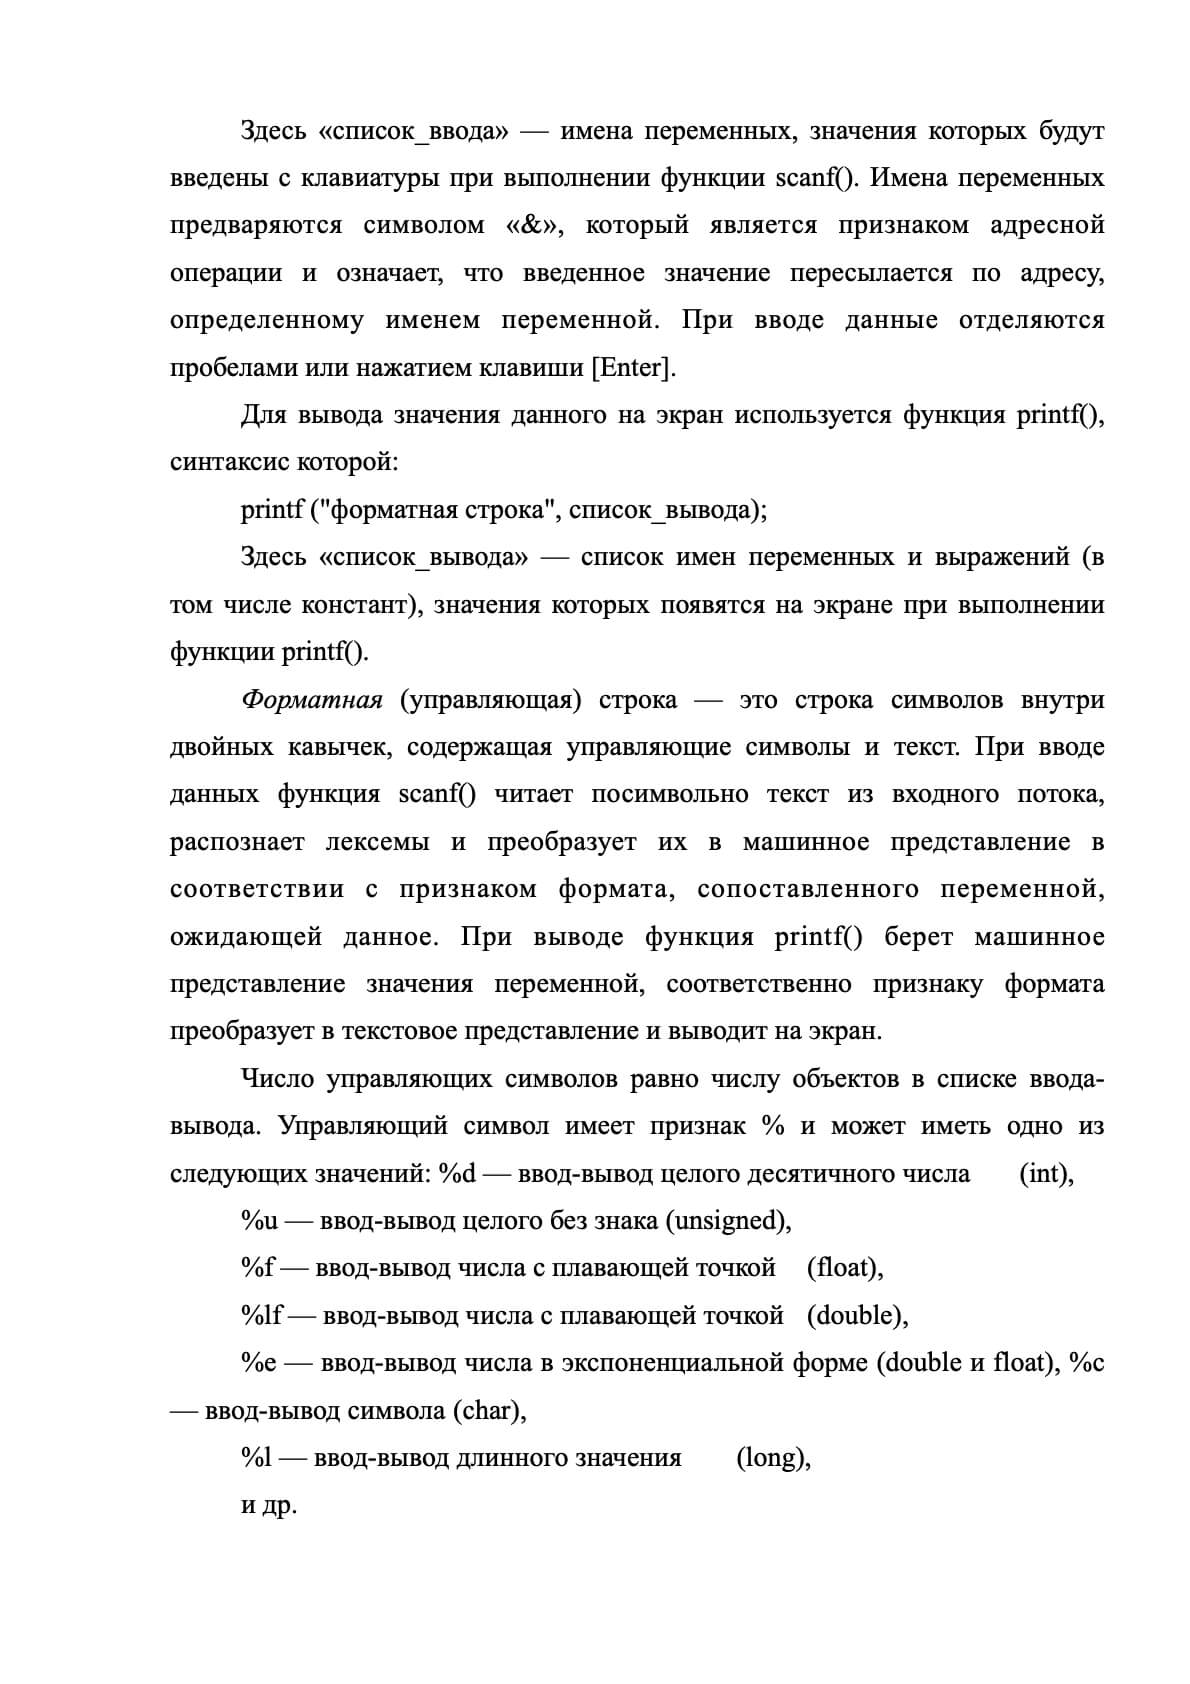 Здесь «список_ввода» — имена переменных, значения которых будут
введены с клавиатуры при выполнении функции scanf(). Имена переменных
предваряются символом «&», который является признаком адресной
операции и означает, что введенное значение пересылается по адресу,
определенному именем переменной. При вводе данные отделяются
пробелами или нажатием клавиши [Enter].
Для вывода значения данного на экран используется функция printf(),
синтаксис которой:
printf ("форматная строка", список_вывода);
Здесь «список_вывода» — список имен переменных и выражений (в
том числе констант), значения которых появятся на экране при выполнении
функции printf().
Форматная (управляющая) строка — это строка символов внутри
двойных кавычек, содержащая управляющие символы и текст. При вводе
данных функция scanf() читает посимвольно текст из входного потока,
распознает лексемы и преобразует их в машинное представление в
соответствии с признаком формата, сопоставленного переменной,
ожидающей данное. При выводе функция printf() берет машинное
представление значения переменной, соответственно признаку формата
преобразует в текстовое представление и выводит на экран.
Число управляющих символов равно числу объектов в списке ввода-
вывода. Управляющий символ имеет признак % и может иметь одно из
следующих значений: %d — ввод-вывод целого десятичного числа (int),
%u — ввод-вывод целого без знака (unsigned),
%f — ввод-вывод числа с плавающей точкой (float),
%lf — ввод-вывод числа с плавающей точкой (double),
%e — ввод-вывод числа в экспоненциальной форме (double и float), %c
— ввод-вывод символа (char),
%l — ввод-вывод длинного значения (long),
и др.